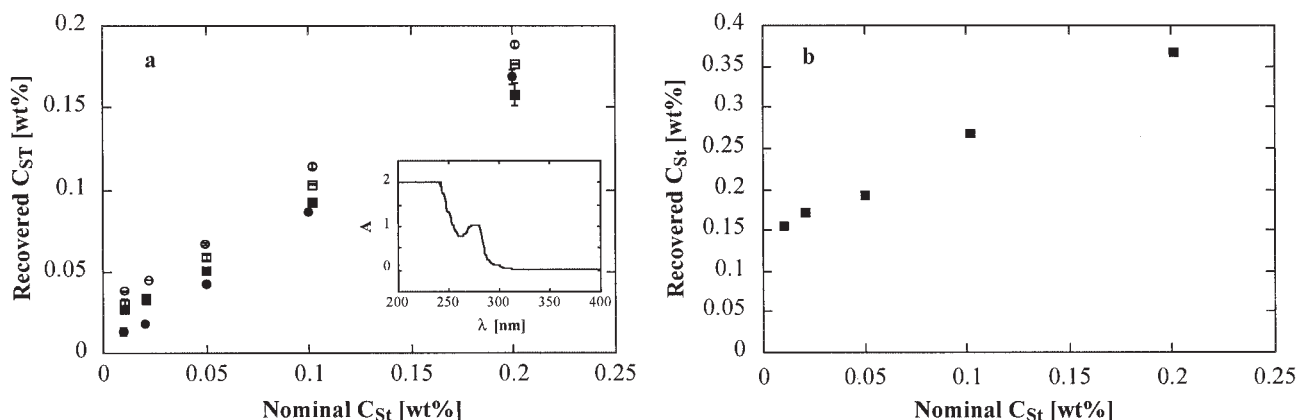 a
Recovered C_ST [wt%]
0.2
0.15
0.1
0.05
0
0 0.05 0.1 0.15 0.2 0.25
Nominal C_St [wt%]
A
2
1
0
200 250 300 350 400
λ [nm]
b
Recovered C_St [wt%]
0.4
0.35
0.3
0.25
0.2
0.15
0.1
0.05
0
0 0.05 0.1 0.15 0.2 0.25
Nominal C_St [wt%]